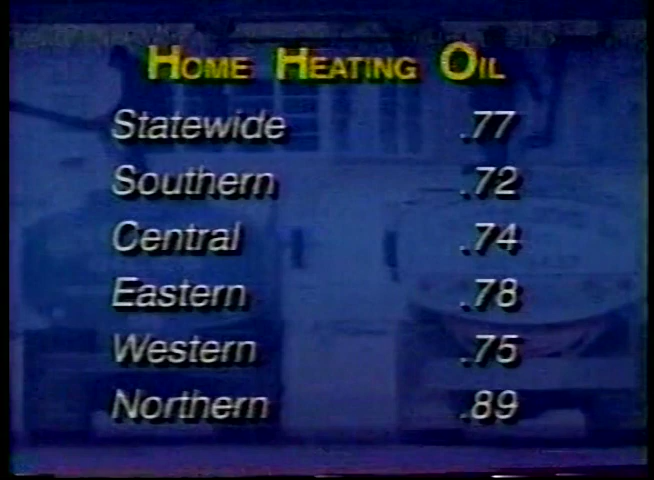 HOME HEATING OIL
Statewide .77
Southern .72
Central .74
Eastern .78
Western .75
Northern .89